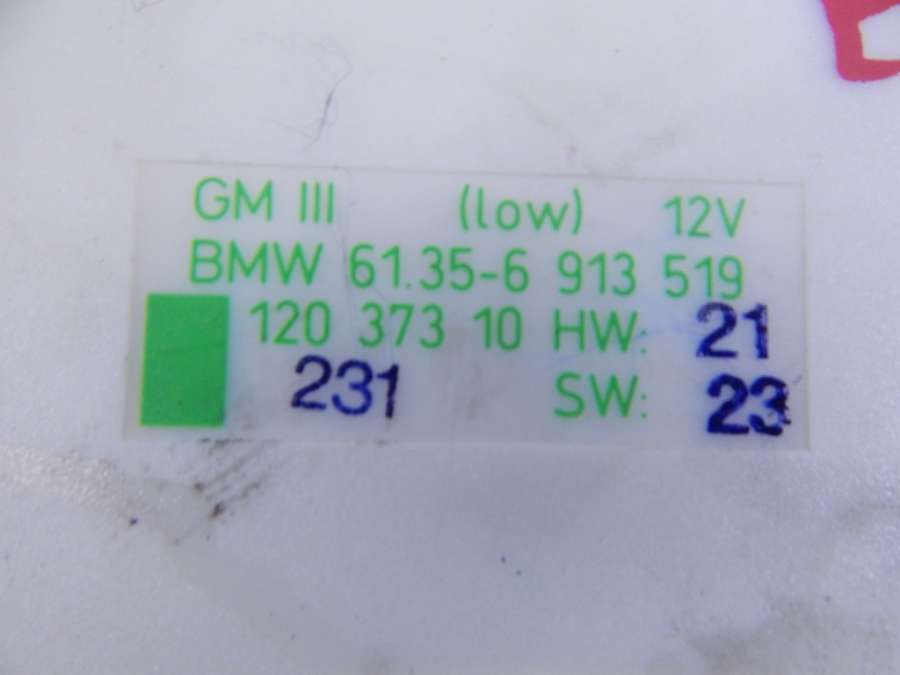 GM III (low) 12V
BMW 61.35-6 913 519
120 373 10 HW: 21
231 SW: 23